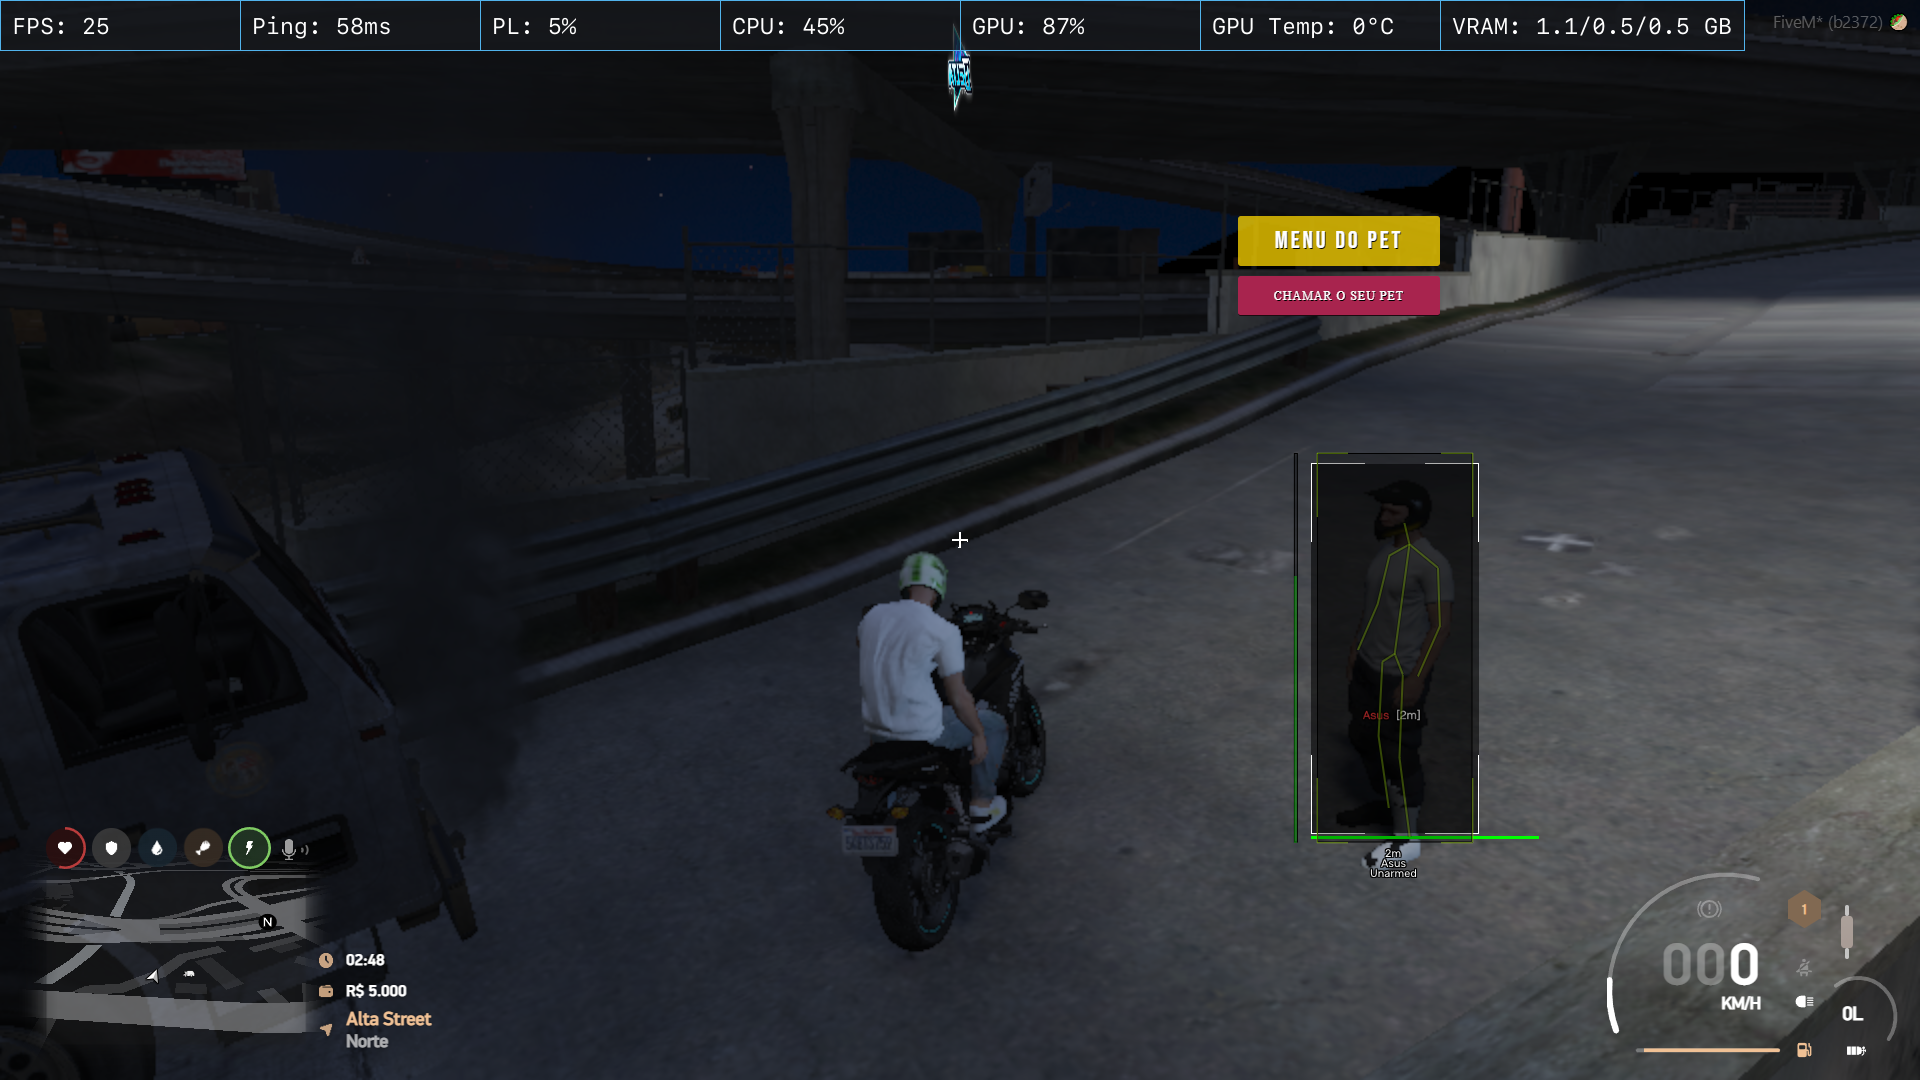 FPS: 25
Ping: 58ms
PL: 5%
CPU: 45%
GPU: 87%
GPU Temp: 0°C
VRAM: 1.1/0.5/0.5 GB
FiveM* (b2372)
MENU DO PET
CHAMAR O SEU PET
Asus [2m]
2m
Asus
Unarmed
N
02:48
R$ 5.000
Alta Street
Norte
1
000
KM/H
0L